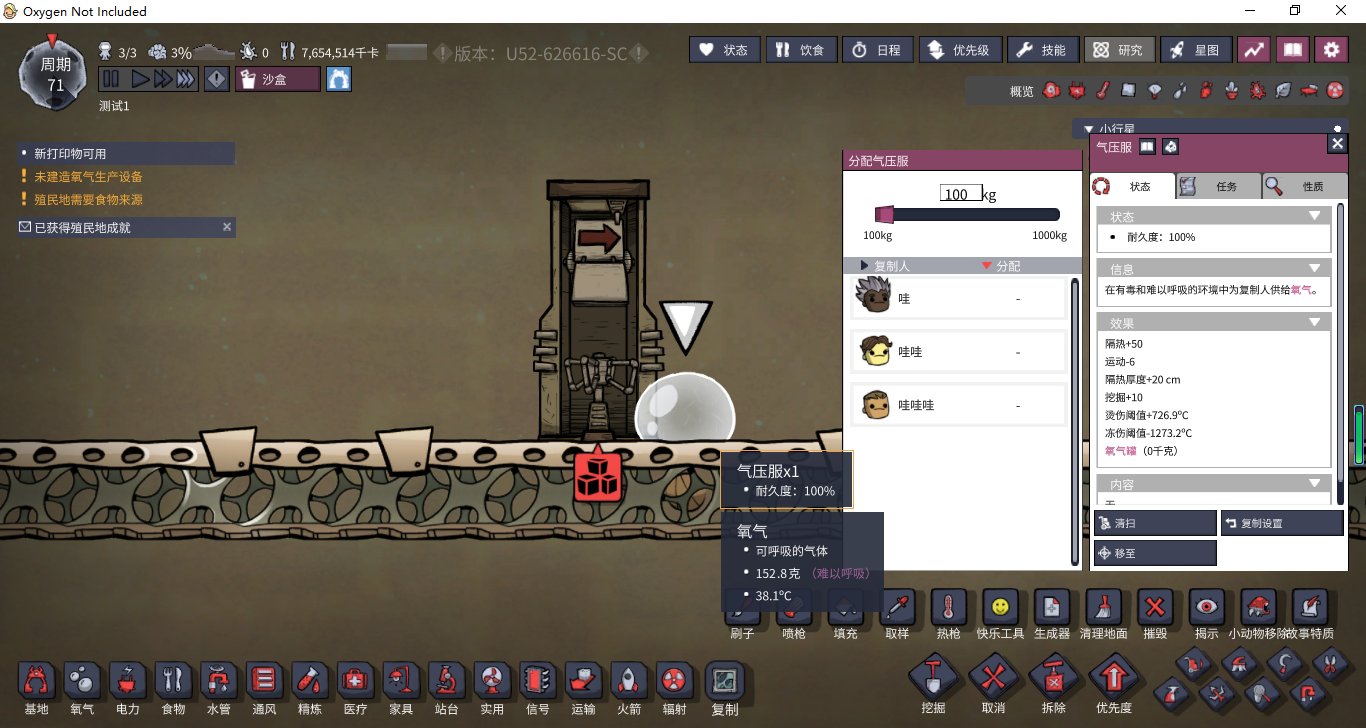 Oxygen Not Included
周期
71
3/3
3%
0
7,654,514千卡
版本：U52-626616-SC
沙盒
测试1
状态
饮食
日程
优先级
技能
研究
星图
概览
小行星
新打印物可用
未建造氧气生产设备
殖民地需要食物来源
已获得殖民地成就
分配气压服
100 kg
100kg
1000kg
复制人
分配
哇
-
哇哇
-
哇哇哇
-
气压服
状态
任务
性质
状态
耐久度：100%
信息
在有毒和难以呼吸的环境中为复制人供给氧气。
效果
隔热+50
运动-6
隔热厚度+20 cm
挖掘+10
烫伤阈值+726.9ºC
冻伤阈值-1273.2ºC
氧气罐（0千克）
内容
清扫
复制设置
移至
气压服x1
耐久度：100%
氧气
可呼吸的气体
152.8克 （难以呼吸）
38.1ºC
刷子
喷枪
填充
取样
热枪
快乐工具
生成器
清理地面
摧毁
揭示
小动物移除
故事特质
基地
氧气
电力
食物
水管
通风
精炼
医疗
家具
站台
实用
信号
运输
火箭
辐射
复制
挖掘
取消
拆除
优先度